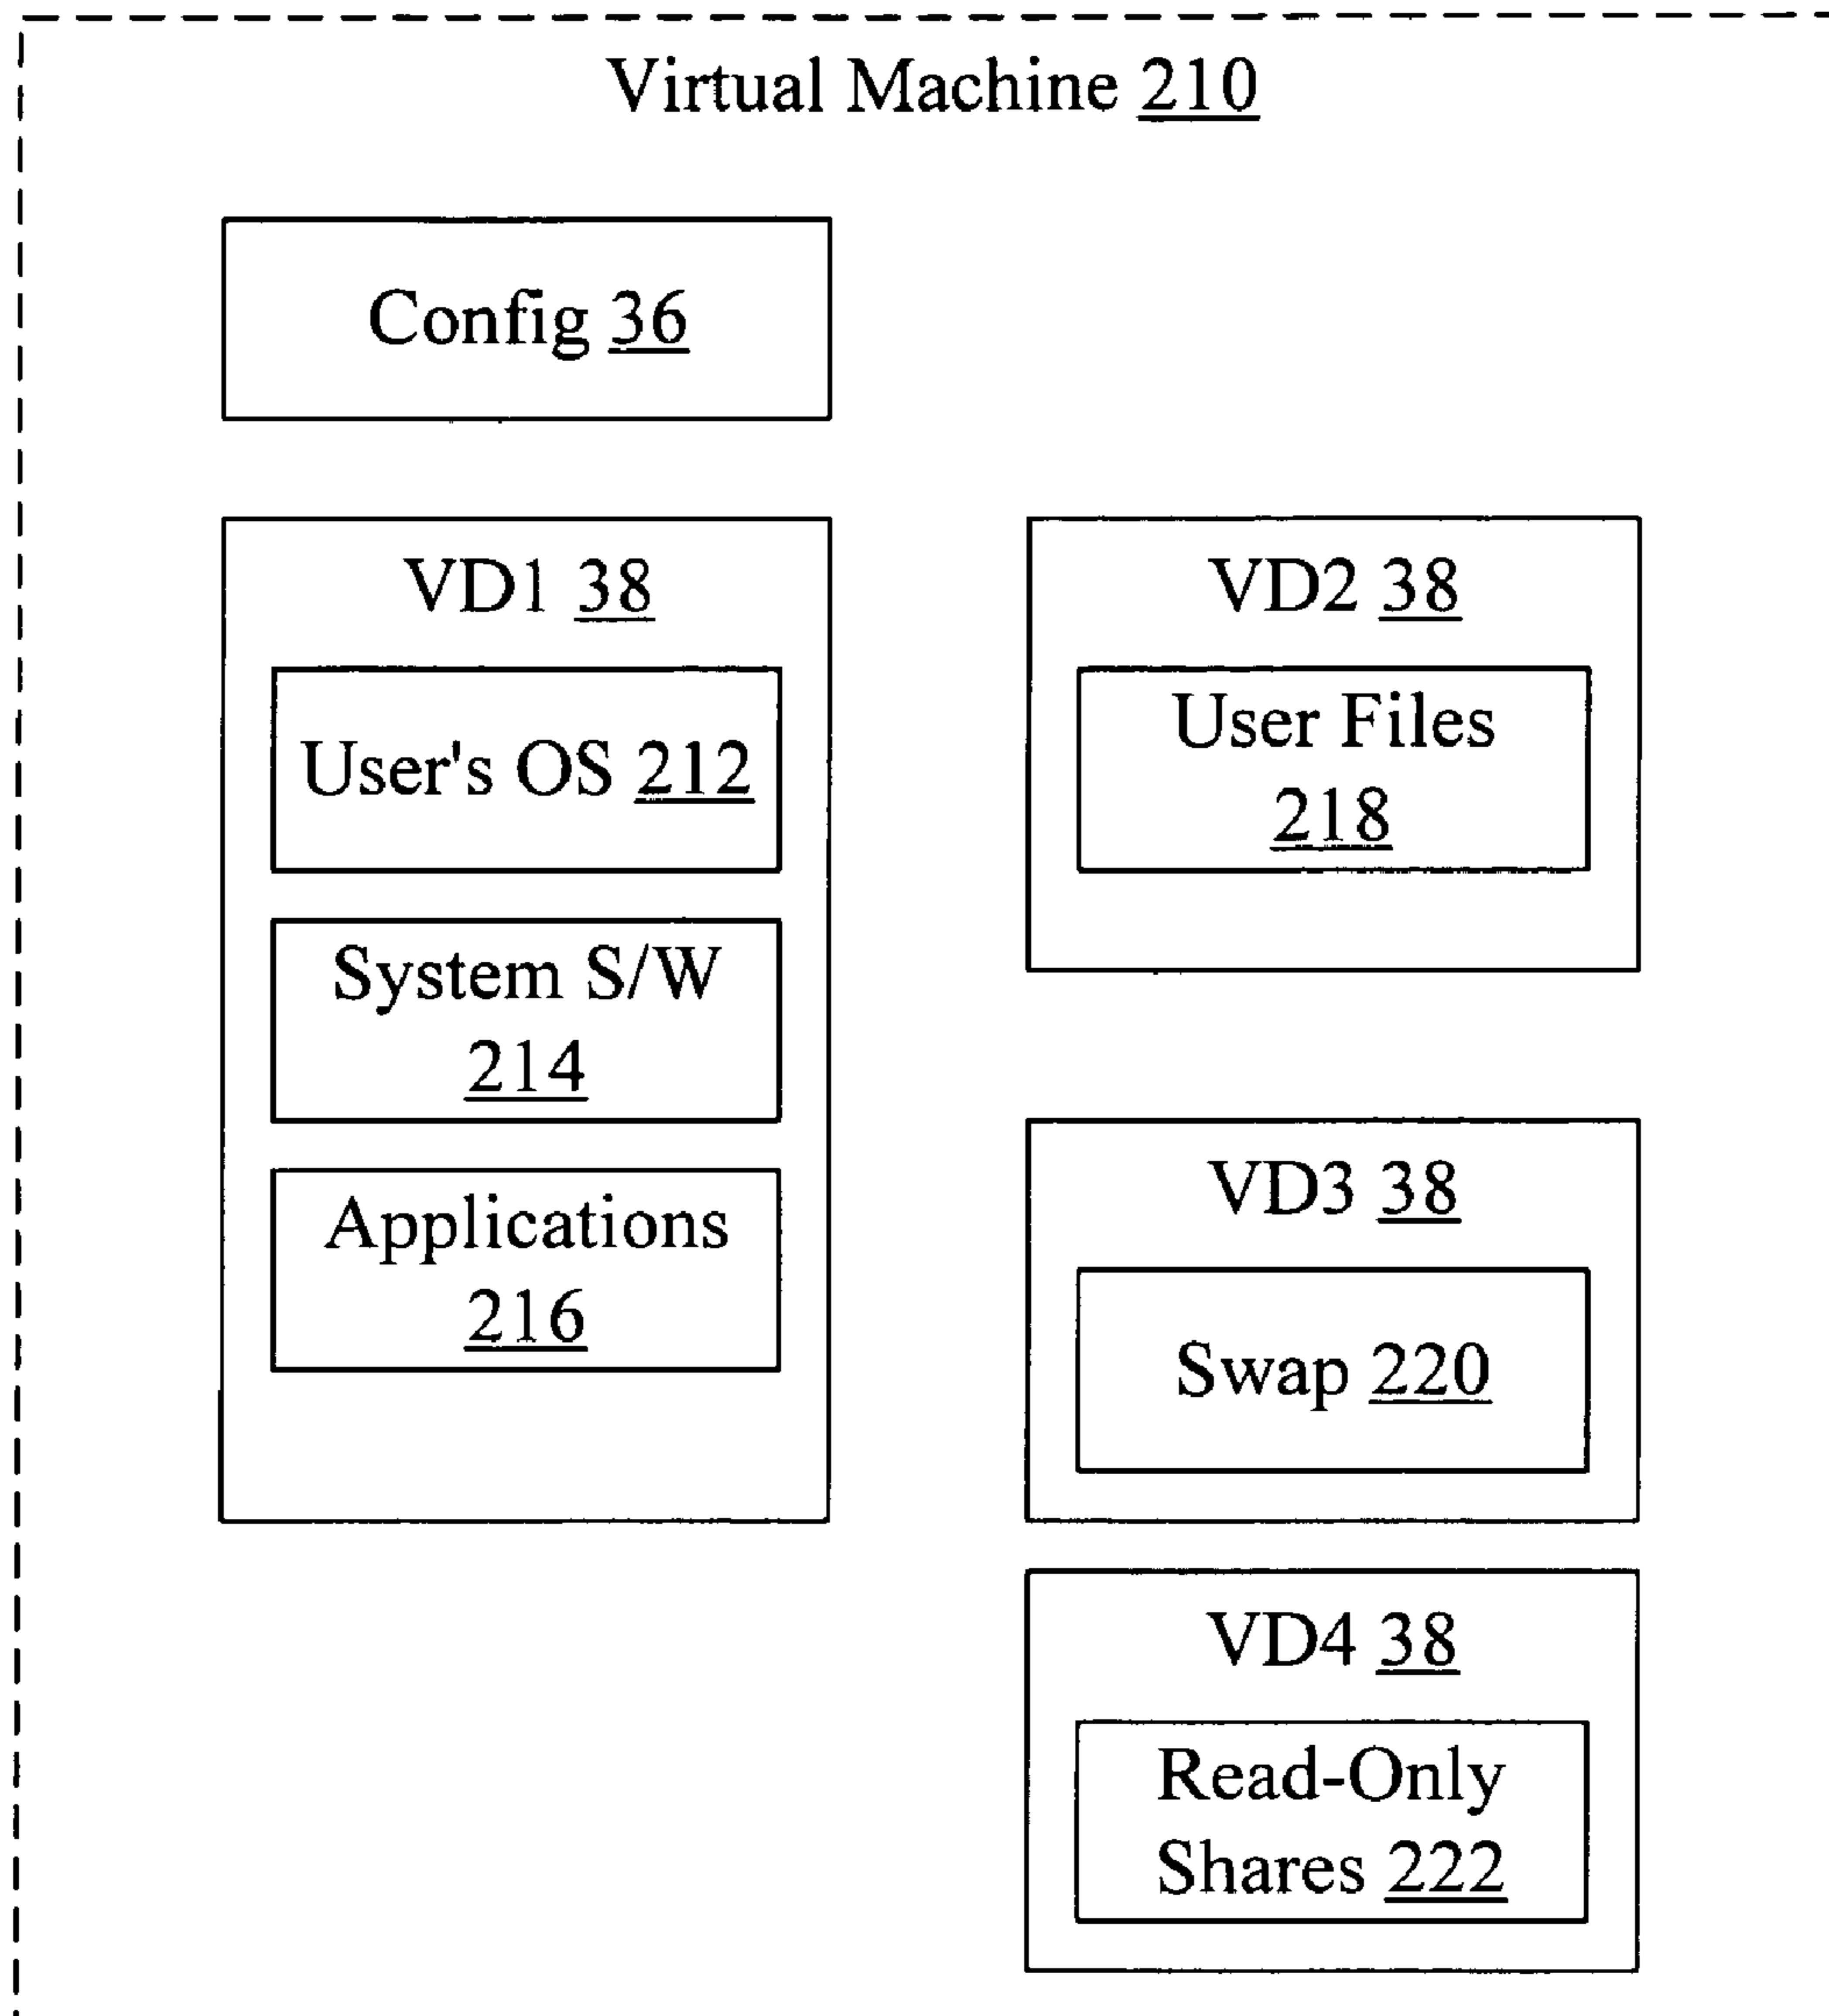 Virtual Machine 210
Config 36
VD1 38
User's OS 212
System S/W
214
Applications
216
VD2 38
User Files
218
VD3 38
Swap 220
VD4 38
Read-Only
Shares 222